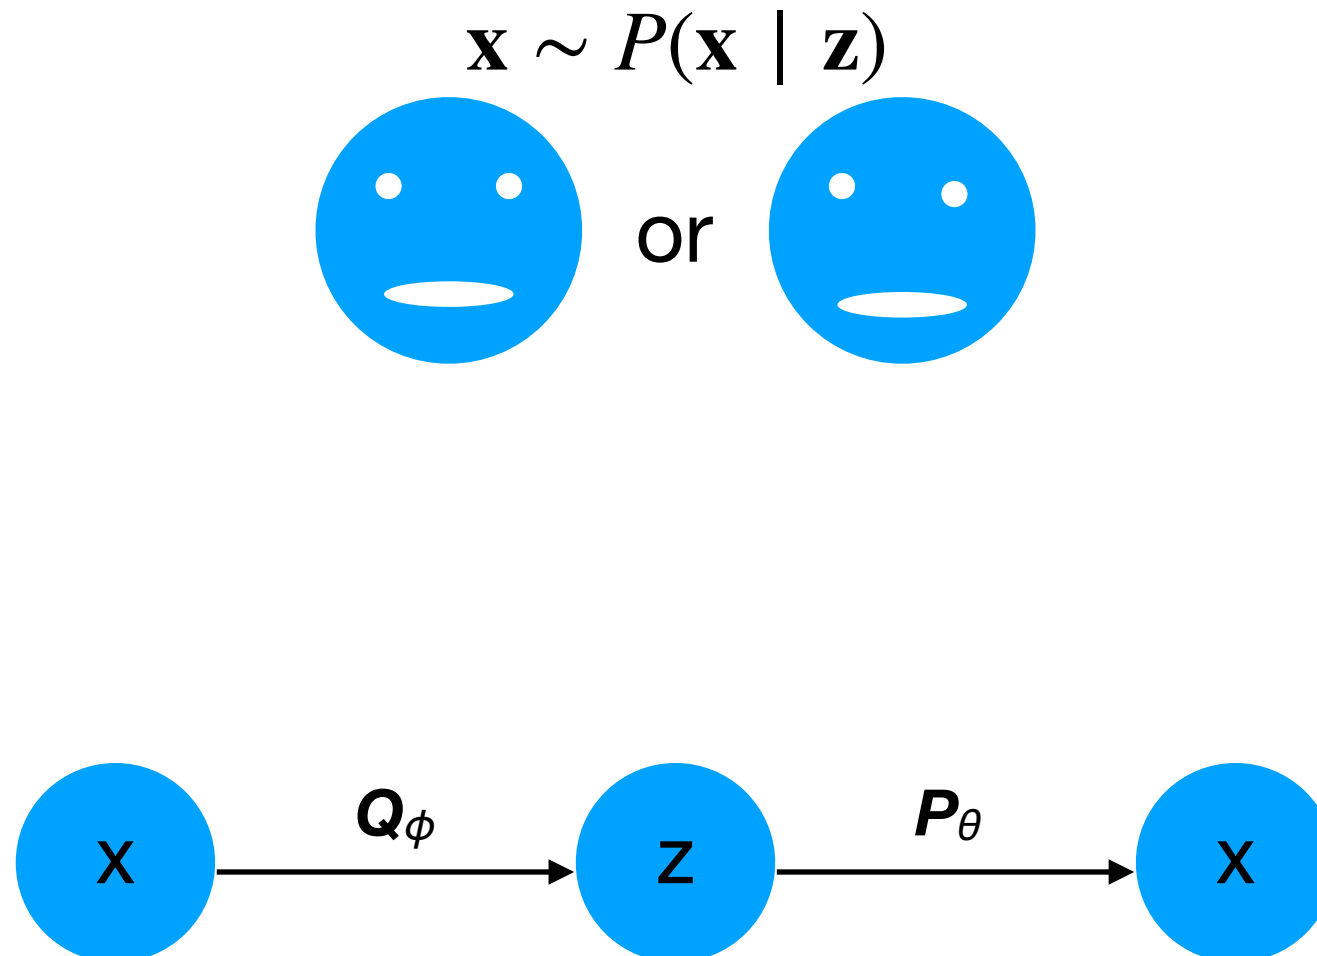 x ∼ P(x | z)
or
Qϕ Pθ
x z x